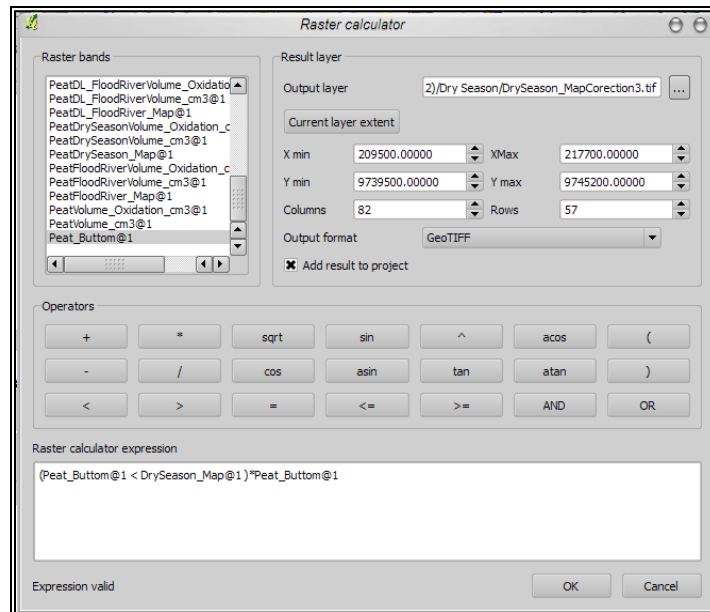 Raster calculator
Raster bands
PeatDL_FloodRiverVolume_Oxidatio
PeatDL_FloodRiverVolume_cm3@1
PeatDL_FloodRiver_Map@1
PeatDrySeasonVolume_Oxidation_c
PeatDrySeasonVolume_cm3@1
PeatDrySeason_Map@1
PeatFloodRiverVolume_Oxidation_c
PeatFloodRiverVolume_cm3@1
PeatFloodRiver_Map@1
PeatVolume_Oxidation_cm3@1
PeatVolume_cm3@1
Peat_Buttom@1
Result layer
Output layer 2)/Dry Season/DrySeason_MapCorection3.tif ...
Current layer extent
X min 209500.00000 XMax 217700.00000
Y min 9739500.00000 Y max 9745200.00000
Columns 82 Rows 57
Output format GeoTIFF
Add result to project
Operators
+ * sqrt sin ^ acos (
- / cos asin tan atan )
< > = <= >= AND OR
Raster calculator expression
(Peat_Buttom@1 < DrySeason_Map@1 )*Peat_Buttom@1
Expression valid
OK Cancel